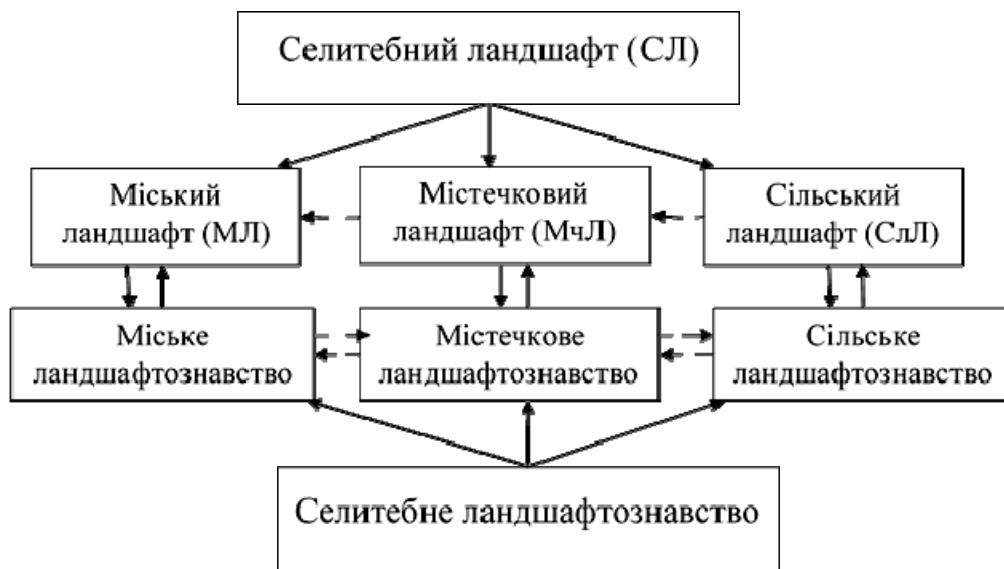 Селитебний ландшафт (СЛ)
Міський
ландшафт (МЛ)
Містечковий
ландшафт (МчЛ)
Сільський
ландшафт (СлЛ)
Міське
ландшафтознавство
Містечкове
ландшафтознавство
Сільське
ландшафтознавство
Селитебне ландшафтознавство